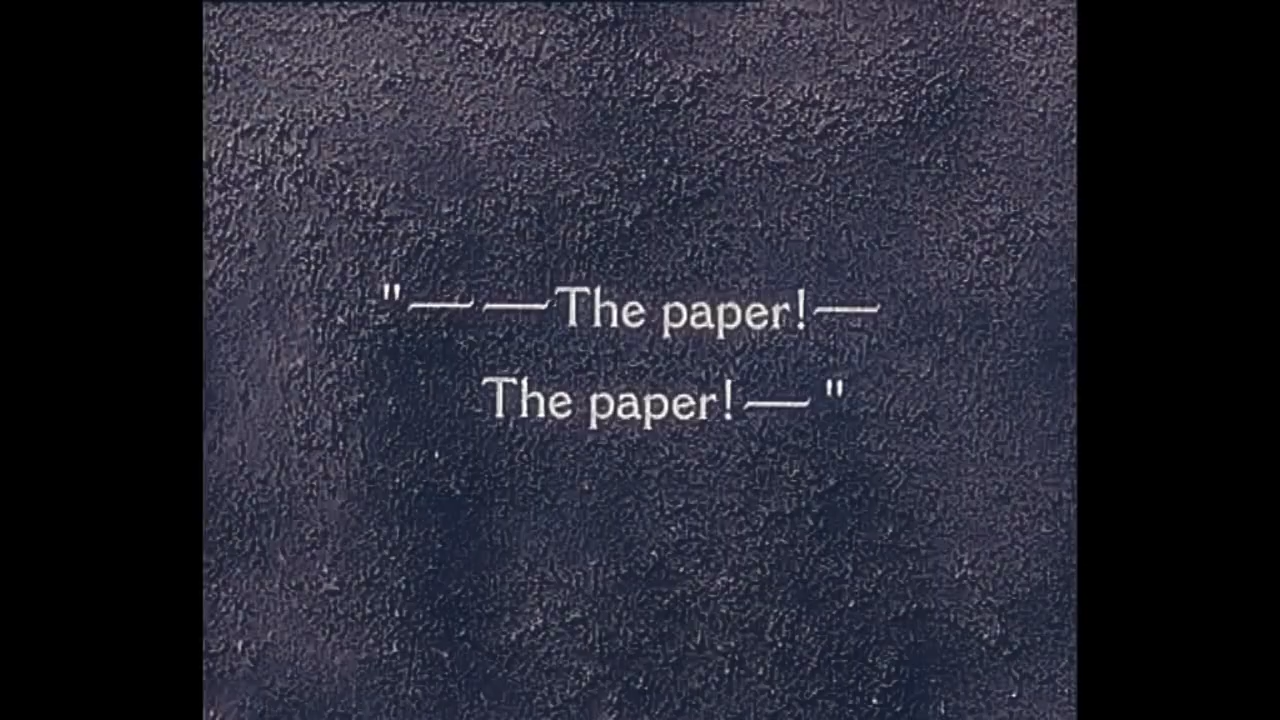 "— —The paper!—
The paper!— "